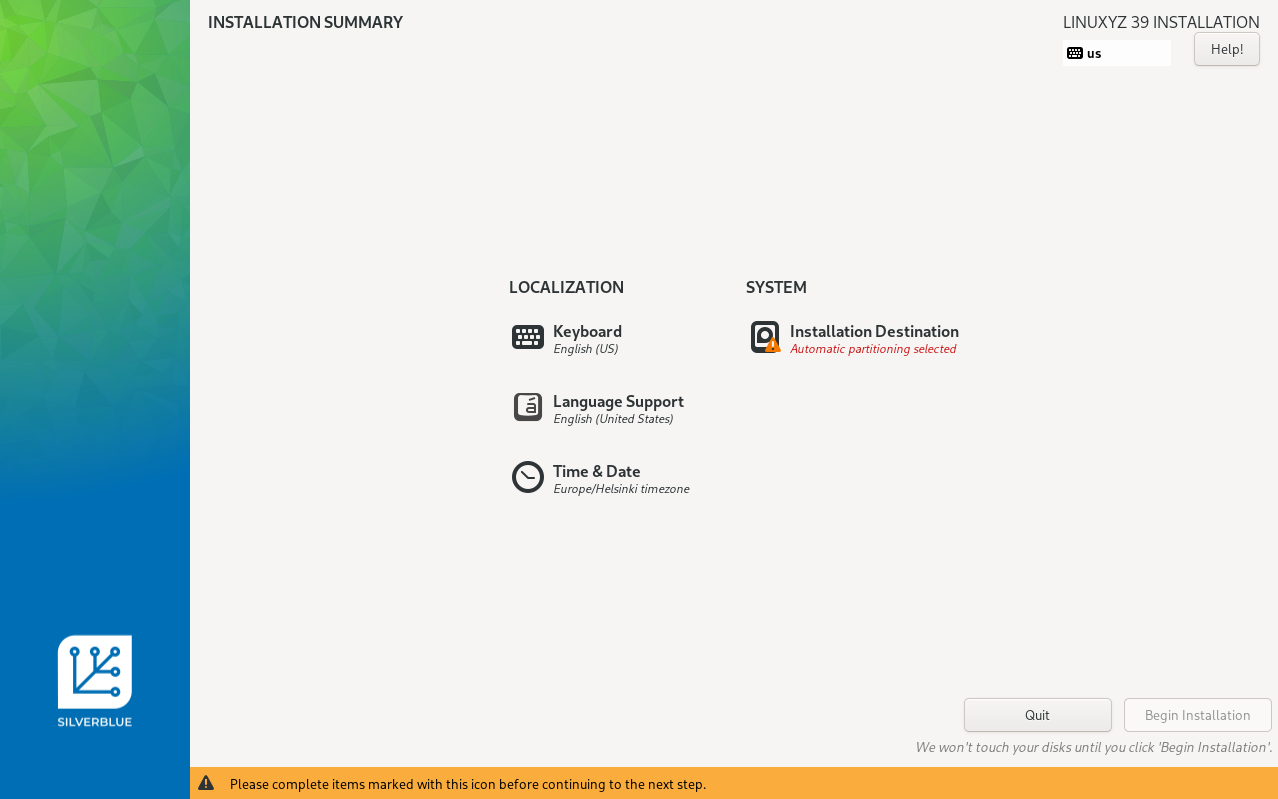 INSTALLATION SUMMARY
LINUXYZ 39 INSTALLATION
us
Help!
LOCALIZATION
Keyboard
English (US)
Language Support
English (United States)
Time & Date
Europe/Helsinki timezone
SYSTEM
Installation Destination
Automatic partitioning selected
SILVERBLUE
Quit
Begin Installation
We won't touch your disks until you click 'Begin Installation'.
Please complete items marked with this icon before continuing to the next step.